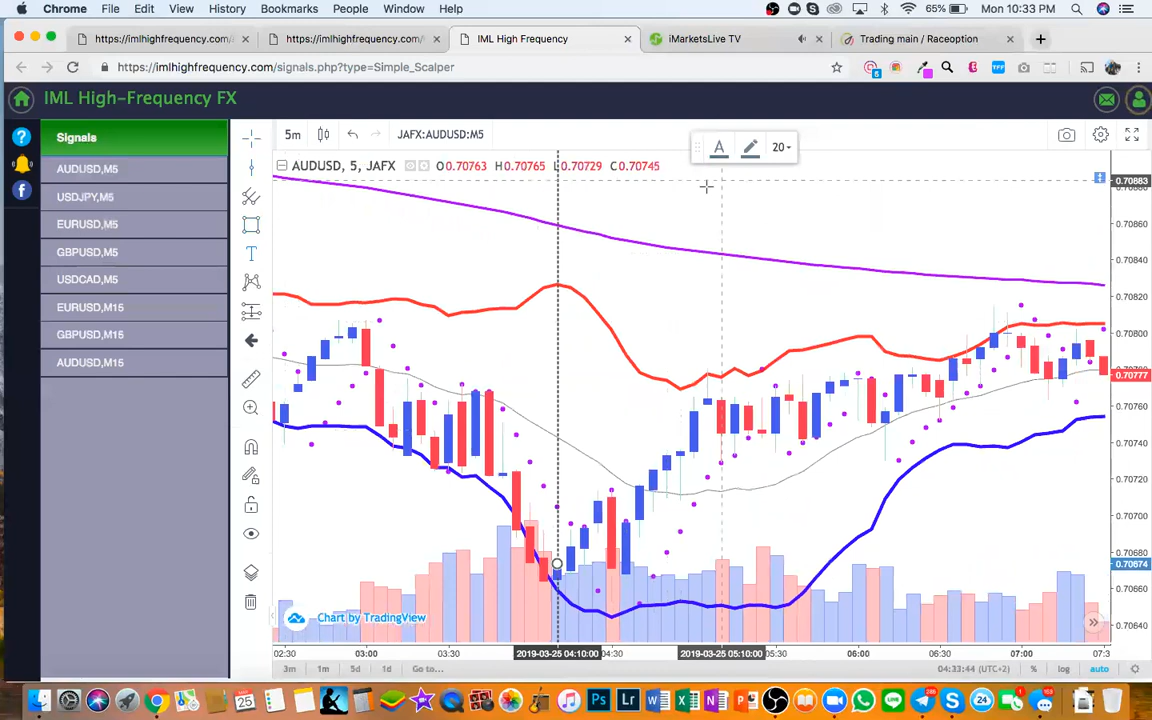 Chrome File Edit View History Bookmarks People Window Help 65% Mon 10:33 PM
https://imlhighfrequency.com/ https://imlhighfrequency.com/ IML High Frequency iMarketsLive TV Trading main / Raceoption
https://imlhighfrequency.com/signals.php?type=Simple_Scalper
IML High-Frequency FX
Signals
AUDUSD,M5
USDJPY,M5
EURUSD,M5
GBPUSD,M5
USDCAD,M5
EURUSD,M15
GBPUSD,M15
AUDUSD,M15
5m JAFX:AUDUSD:M5
A 20
AUDUSD, 5, JAFX O0.70763 H0.70765 L0.70729 C0.70745
0.70883
0.70860
0.70840
0.70820
0.70800
0.70777
0.70760
0.70740
0.70720
0.70700
0.70680
0.70674
0.70660
0.70640
Chart by TradingView
02:30 03:00 03:30 2019-03-25 04:10:00 04:30 2019-03-25 05:10:00 05:30 06:00 06:30 07:00 07:3
3m 1m 5d 1d Go to... 04:33:44 (UTC+2) % log auto